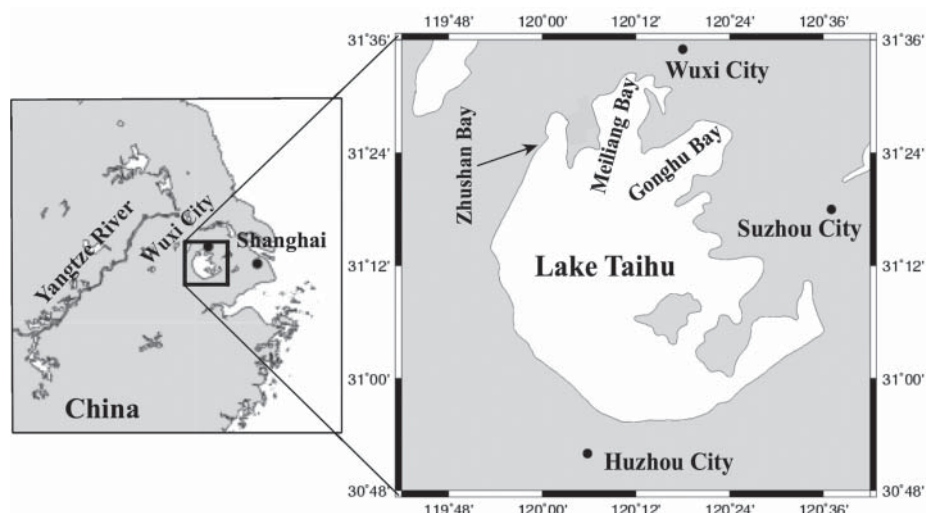 119˚48′ 120˚00′ 120˚12′ 120˚24′ 120˚36′
31˚36′ 31˚36′
Wuxi City
Zhushan Bay
Meiliang Bay
Gonghu Bay
31˚24′ 31˚24′
Suzhou City
Lake Taihu
31˚12′ 31˚12′
31˚00′ 31˚00′
Huzhou City
30˚48′ 30˚48′
119˚48′ 120˚00′ 120˚12′ 120˚24′ 120˚36′
Yangtze River
Wuxi City
Shanghai
China